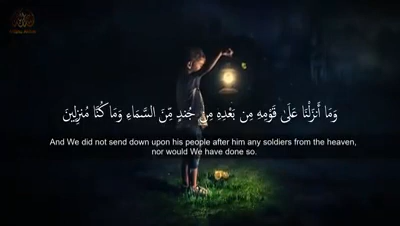 وَمَا أَنزَلْنَا عَلَىٰ قَوْمِهِ مِن بَعْدِهِ مِن جُندٍ مِّنَ السَّمَاءِ وَمَا كُنَّا مُنزِلِينَ
And We did not send down upon his people after him any soldiers from the heaven,
nor would We have done so.